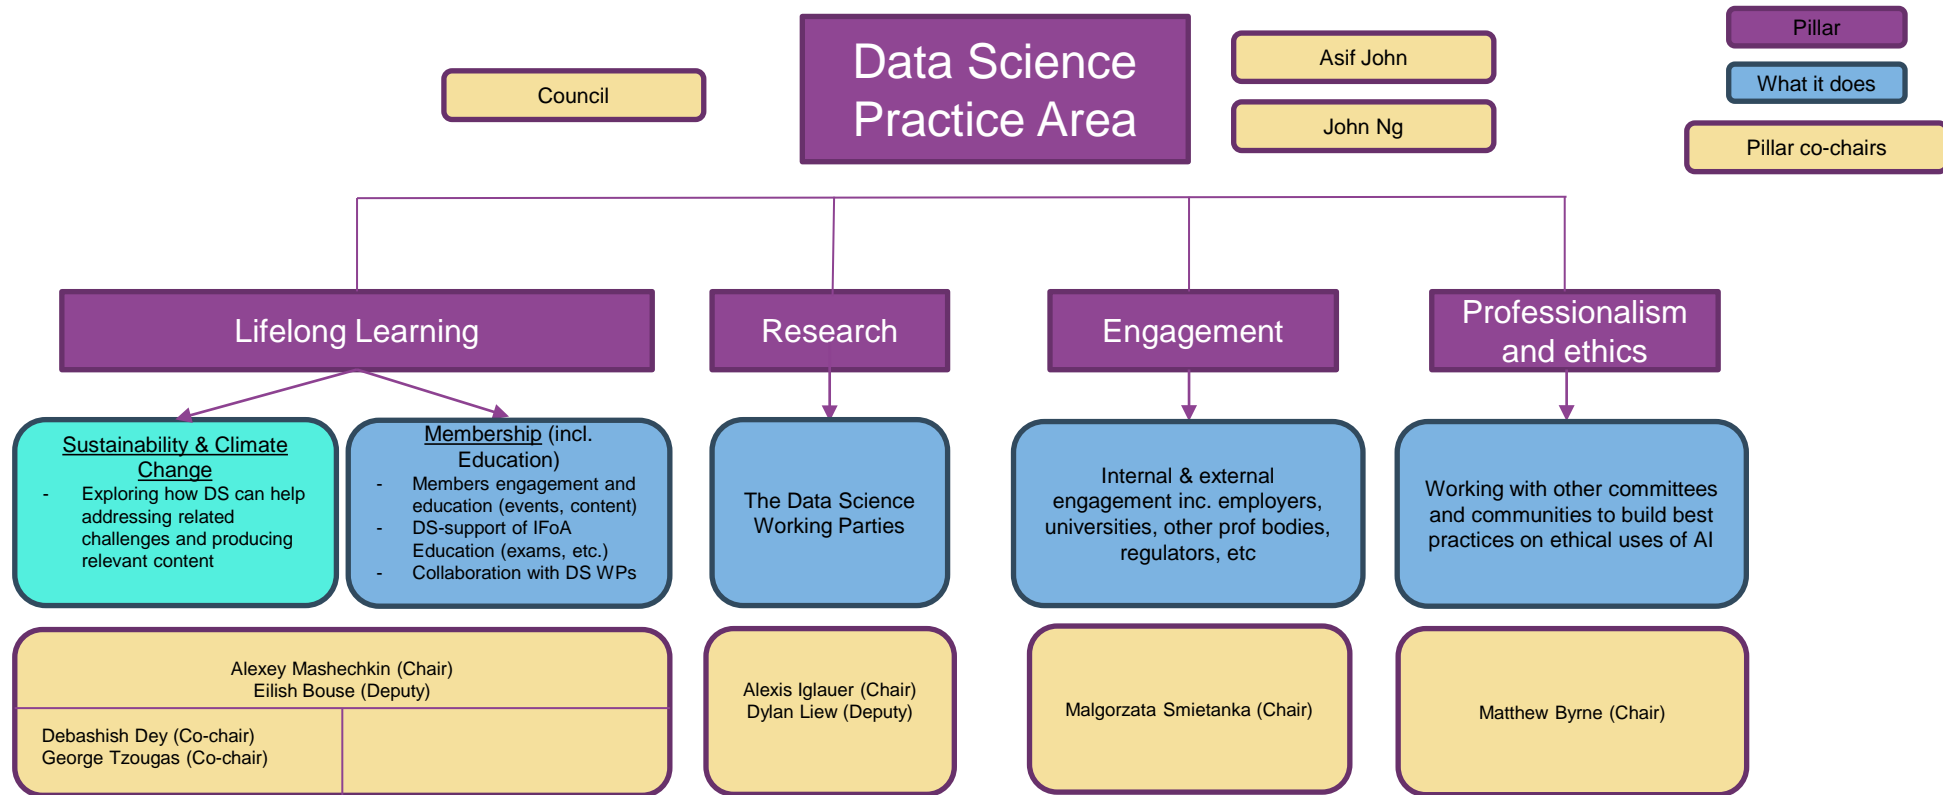 Data Science
Practice Area
Council
Asif John
John Ng
Pillar
What it does
Pillar co-chairs
Lifelong Learning
Research
Engagement
Professionalism
and ethics
Sustainability & Climate
Change
- Exploring how DS can help
addressing related
challenges and producing
relevant content
Membership (incl.
Education)
- Members engagement and
education (events, content)
- DS-support of IFoA
Education (exams, etc.)
- Collaboration with DS WPs
The Data Science
Working Parties
Internal & external
engagement inc. employers,
universities, other prof bodies,
regulators, etc
Working with other committees
and communities to build best
practices on ethical uses of AI
Alexey Mashechkin (Chair)
Eilish Bouse (Deputy)
Debashish Dey (Co-chair)
George Tzougas (Co-chair)
Alexis Iglauer (Chair)
Dylan Liew (Deputy)
Malgorzata Smietanka (Chair)
Matthew Byrne (Chair)